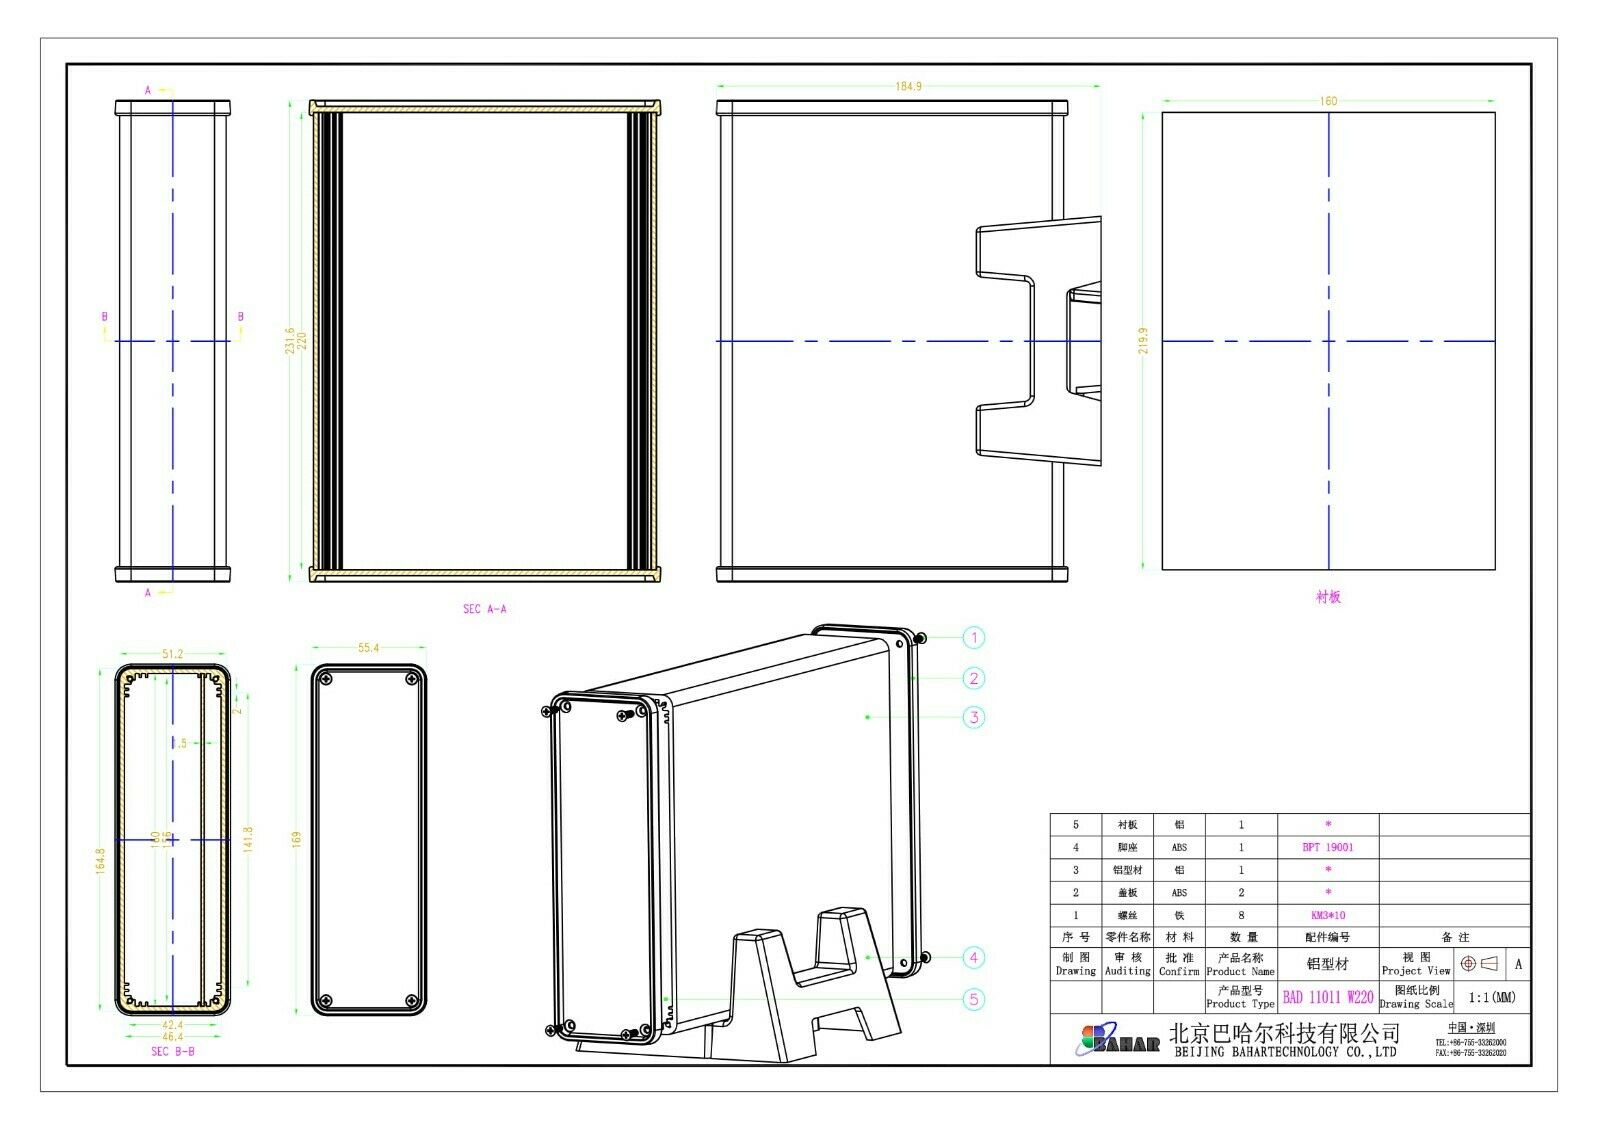 A
184.9
160
B B
231.6
220
219.9
A
SEC A-A
衬板
51.2
55.4
1
2
3
2
1.5
164.8
160
156
141.8
169
4
5
42.4
46.4
SEC B-B
5 衬板 铝 1 *
4 脚座 ABS 1 BPT 19001
3 铝型材 铝 1 *
2 盖板 ABS 2 *
1 螺丝 铁 8 KM3*10
序 号 零件名称 材 料 数 量 配件编号 备 注
制 图 审 核 批 准 产品名称 铝型材 视 图 A
Drawing Auditing Confirm Product Name Project View
产品型号 BAD 11011 W220 图纸比例 1:1(MM)
Product Type Drawing Scale
BAHAR 北京巴哈尔科技有限公司 中国·深圳
BEIJING BAHARTECHNOLOGY CO.,LTD
TEL:+86-755-33262000
FAX:+86-755-33262020